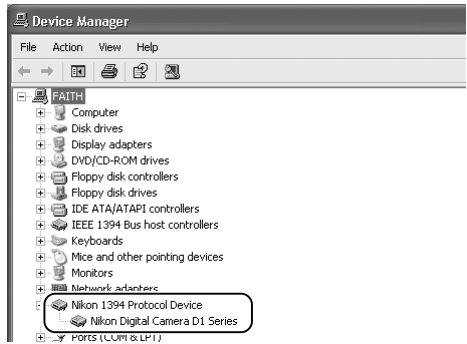 Device Manager
File Action View Help
FAITH
Computer
Disk drives
Display adapters
DVD/CD-ROM drives
Floppy disk controllers
Floppy disk drives
IDE ATA/ATAPI controllers
IEEE 1394 Bus host controllers
Keyboards
Mice and other pointing devices
Monitors
Network adapters
Nikon 1394 Protocol Device
Nikon Digital Camera D1 Series
Ports (COM & LPT)